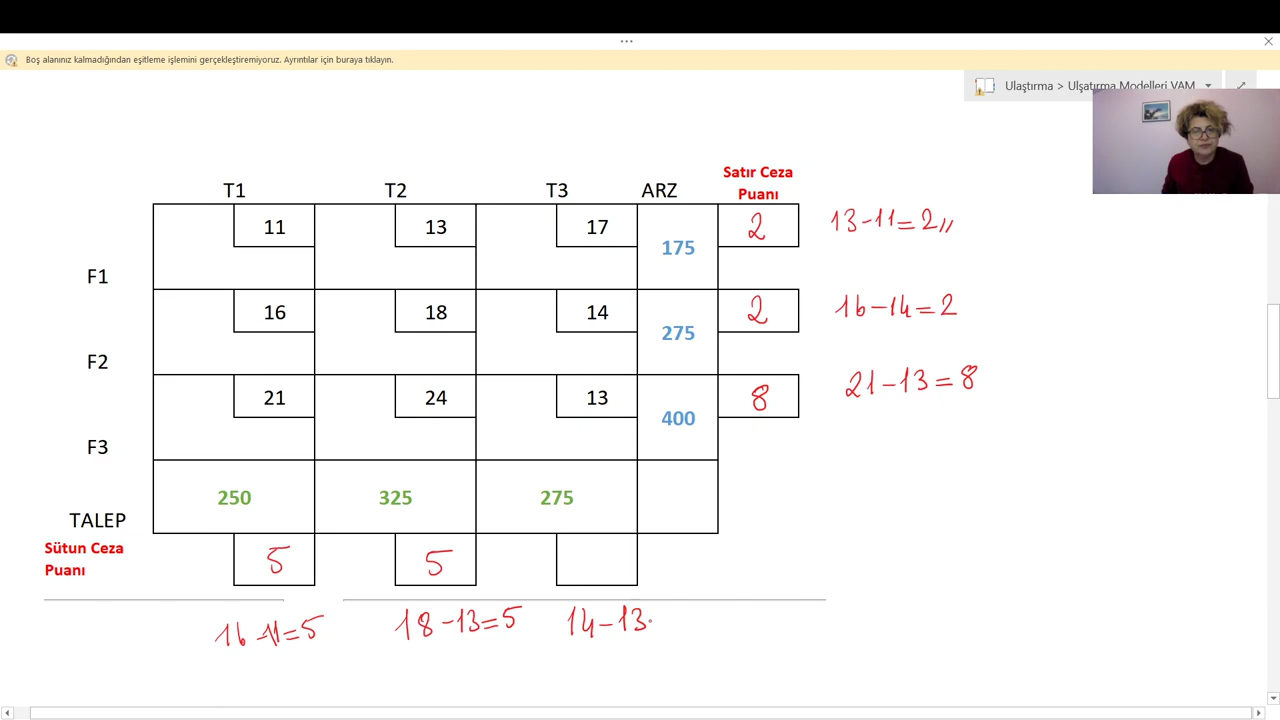 Boş alanınız kalmadığından eşitleme işlemini gerçekleştiremiyoruz. Ayrıntılar için buraya tıklayın.
Ulaştırma > Ulşatırma Modelleri VAM
T1 T2 T3 ARZ Satır Ceza Puanı
11 13 17 175 2 13-11=2,,
F1
16 18 14 275 2 16-14=2
F2
21 24 13 400 8 21-13=8
F3
250 325 275
TALEP
Sütun Ceza Puanı 5 5
16-11=5 18-13=5 14-13